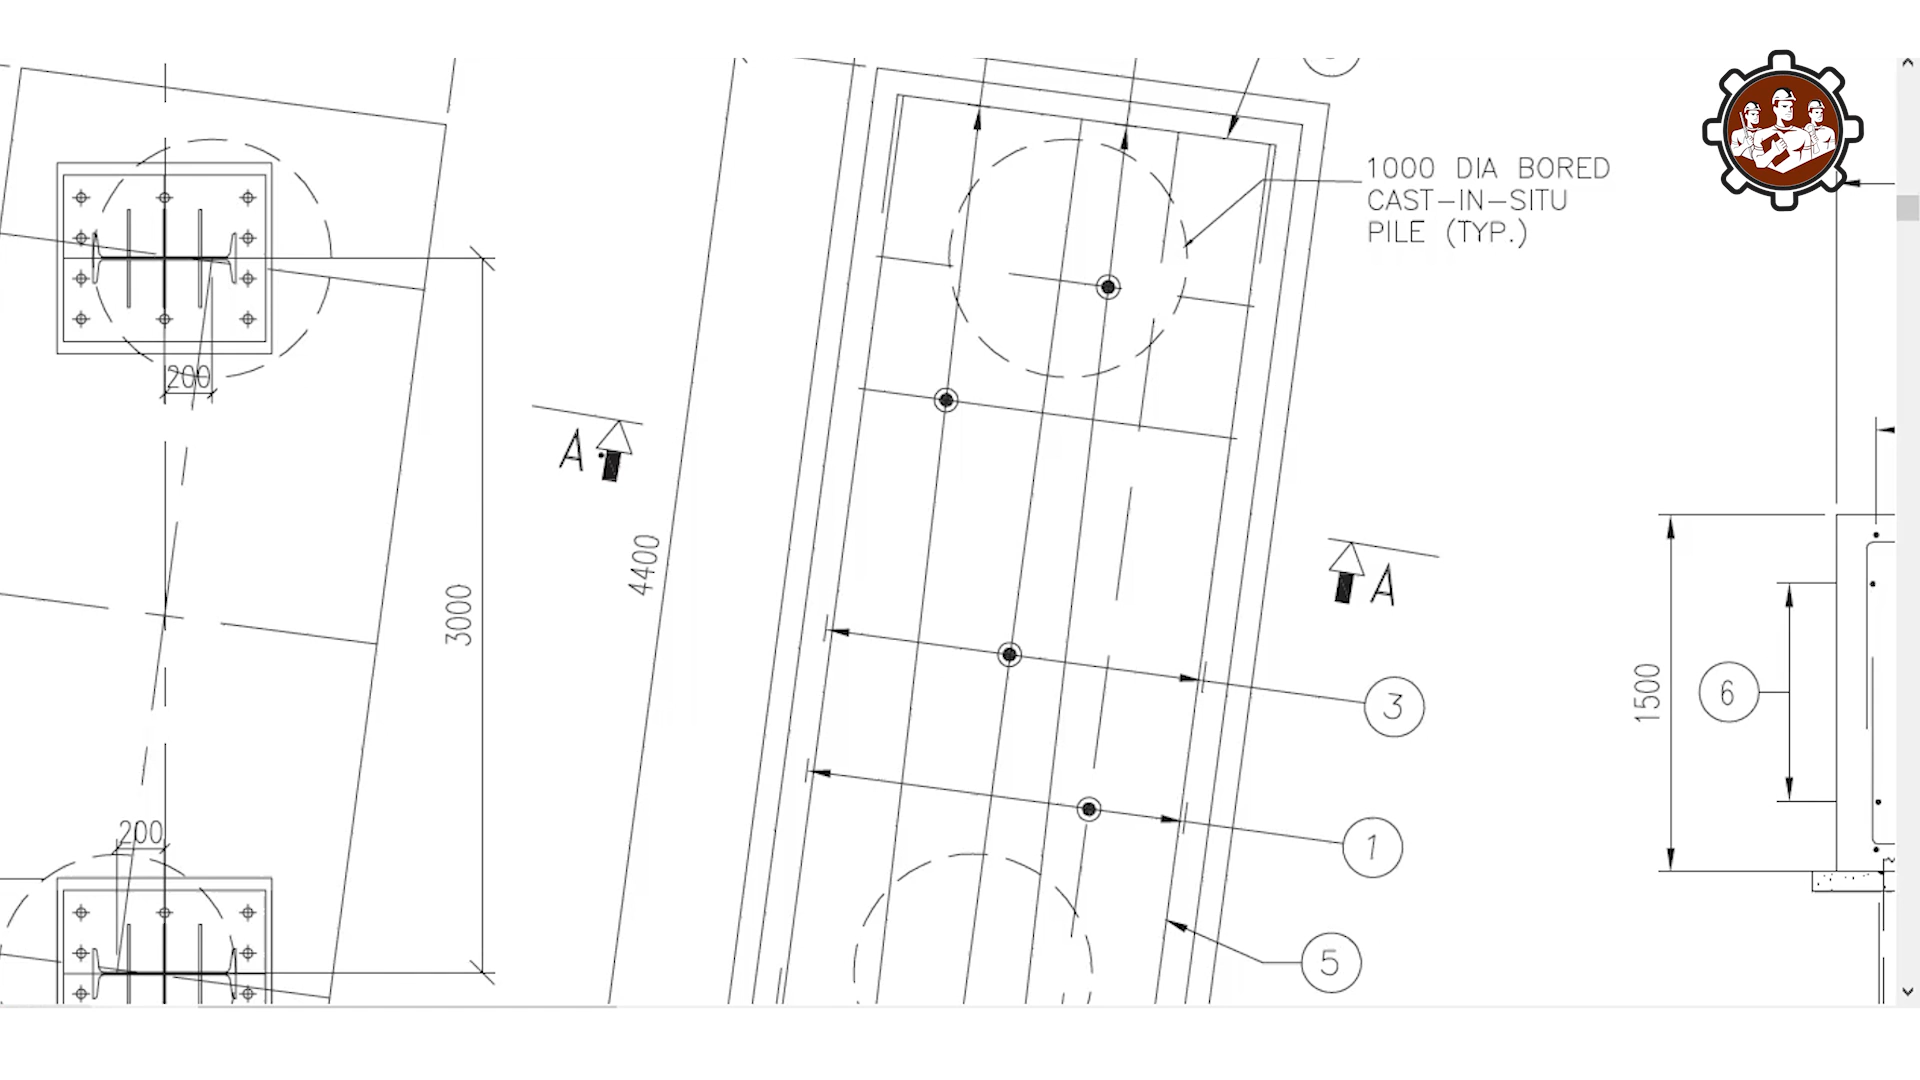 1000 DIA BORED
CAST-IN-SITU
PILE (TYP.)
200
A
A
4400
3000
1500
6
3
1
5
200